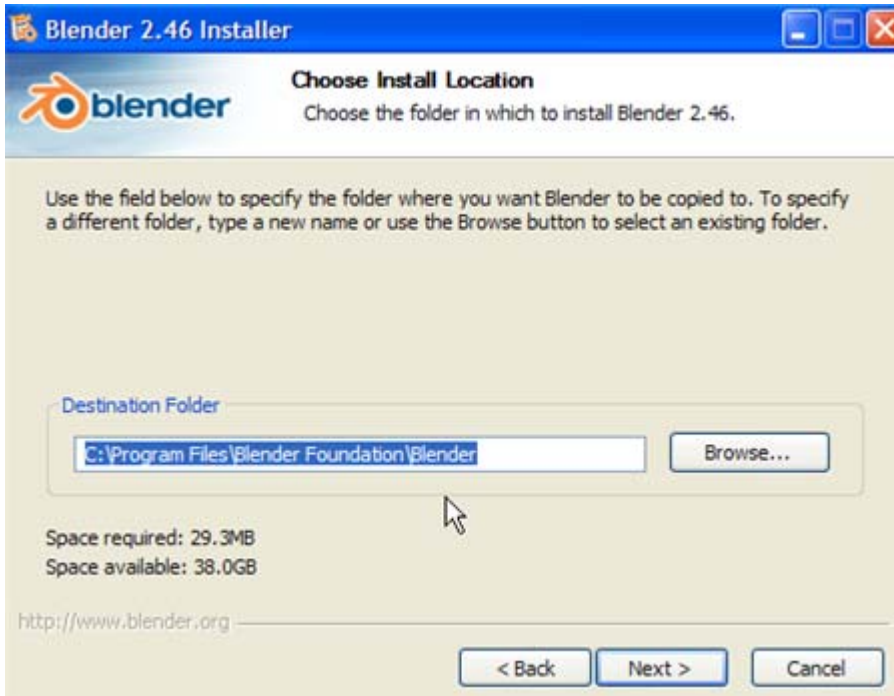 Blender 2.46 Installer
blender
Choose Install Location
Choose the folder in which to install Blender 2.46.
Use the field below to specify the folder where you want Blender to be copied to. To specify
a different folder, type a new name or use the Browse button to select an existing folder.
Destination Folder
C:\Program Files\Blender Foundation\Blender
Browse...
Space required: 29.3MB
Space available: 38.0GB
http://www.blender.org
< Back
Next >
Cancel